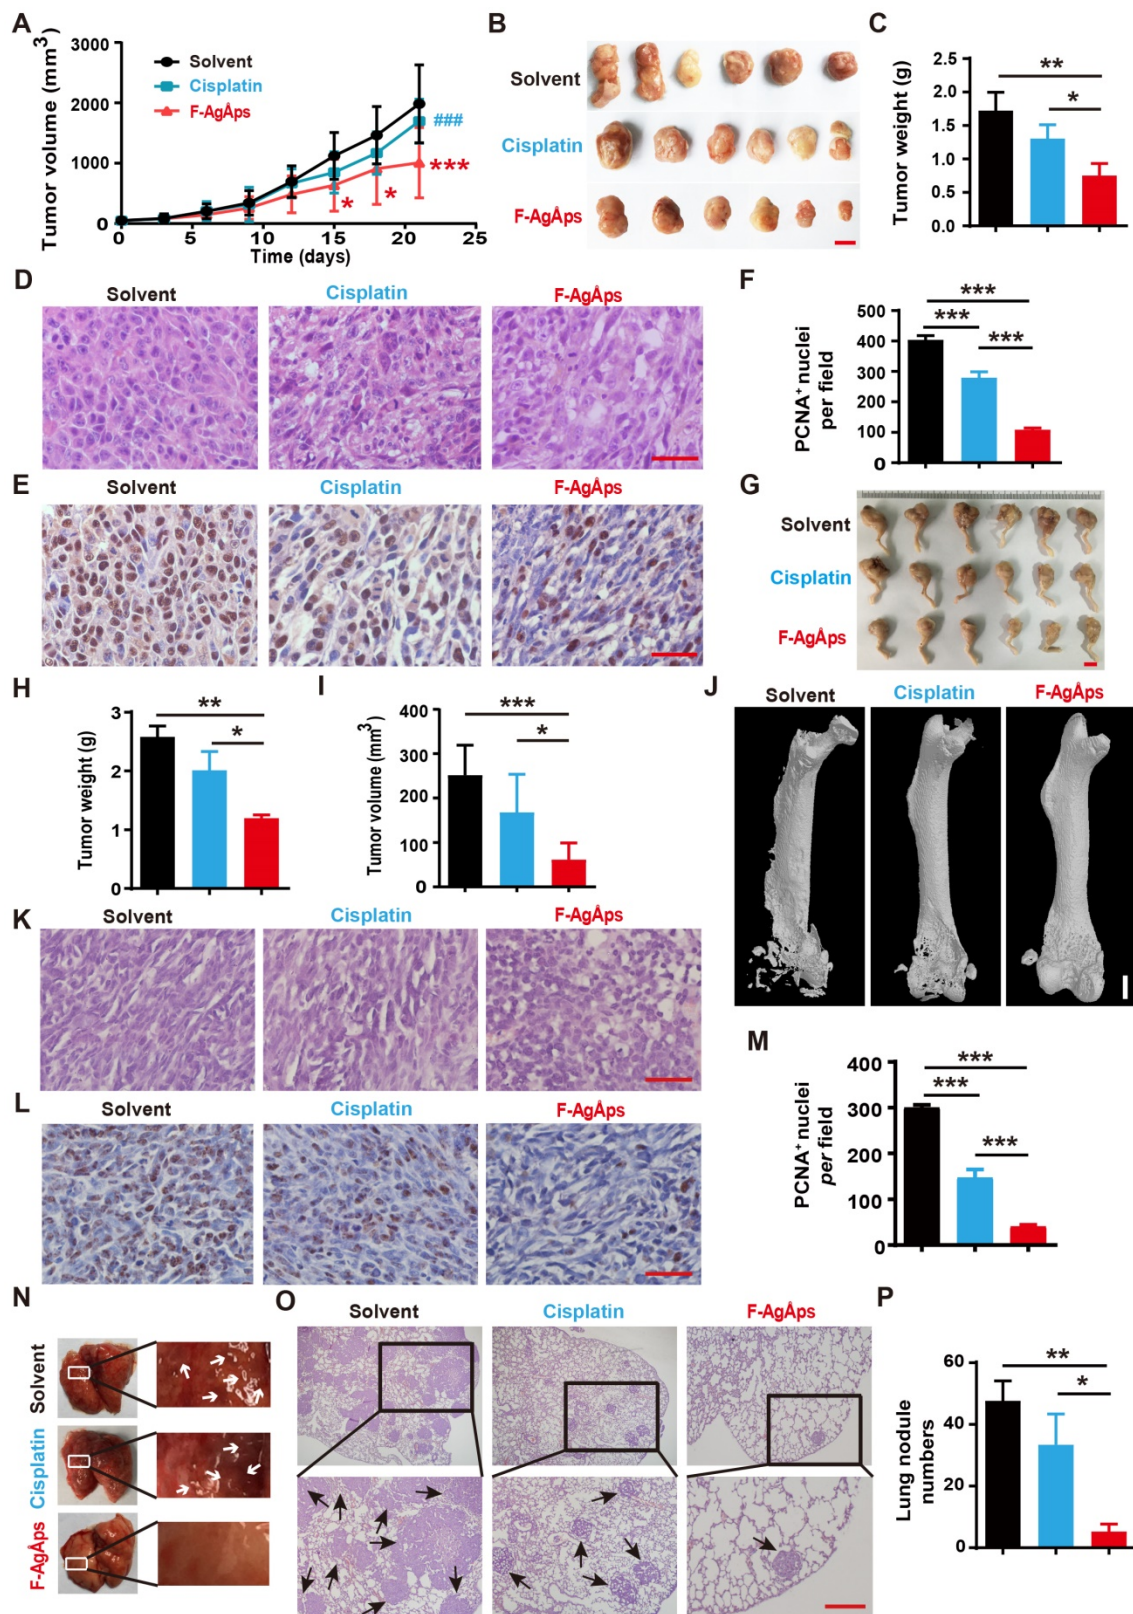 A
Tumor volume (mm3)
3000
2000
1000
0
0
5
10
15
20
25
Time (days)
Solvent
Cisplatin
F-AgÅps
###
***
*
*
B
Solvent
Cisplatin
F-AgÅps
C
Tumor weight (g)
2.5
2.0
1.5
1.0
0.5
0.0
**
*
D
Solvent
Cisplatin
F-AgÅps
E
Solvent
Cisplatin
F-AgÅps
F
PCNA+ nuclei
per field
400
300
200
100
0
***
***
***
G
Solvent
Cisplatin
F-AgÅps
H
Tumor weight (g)
3
2
1
0
**
*
I
Tumor volume (mm3)
400
300
200
100
0
***
*
J
Solvent
Cisplatin
F-AgÅps
K
Solvent
Cisplatin
F-AgÅps
L
Solvent
Cisplatin
F-AgÅps
M
PCNA+ nuclei
per field
300
200
100
0
***
***
***
N
Solvent
Cisplatin
F-AgÅps
O
Solvent
Cisplatin
F-AgÅps
P
Lung nodule
numbers
60
40
20
0
**
*